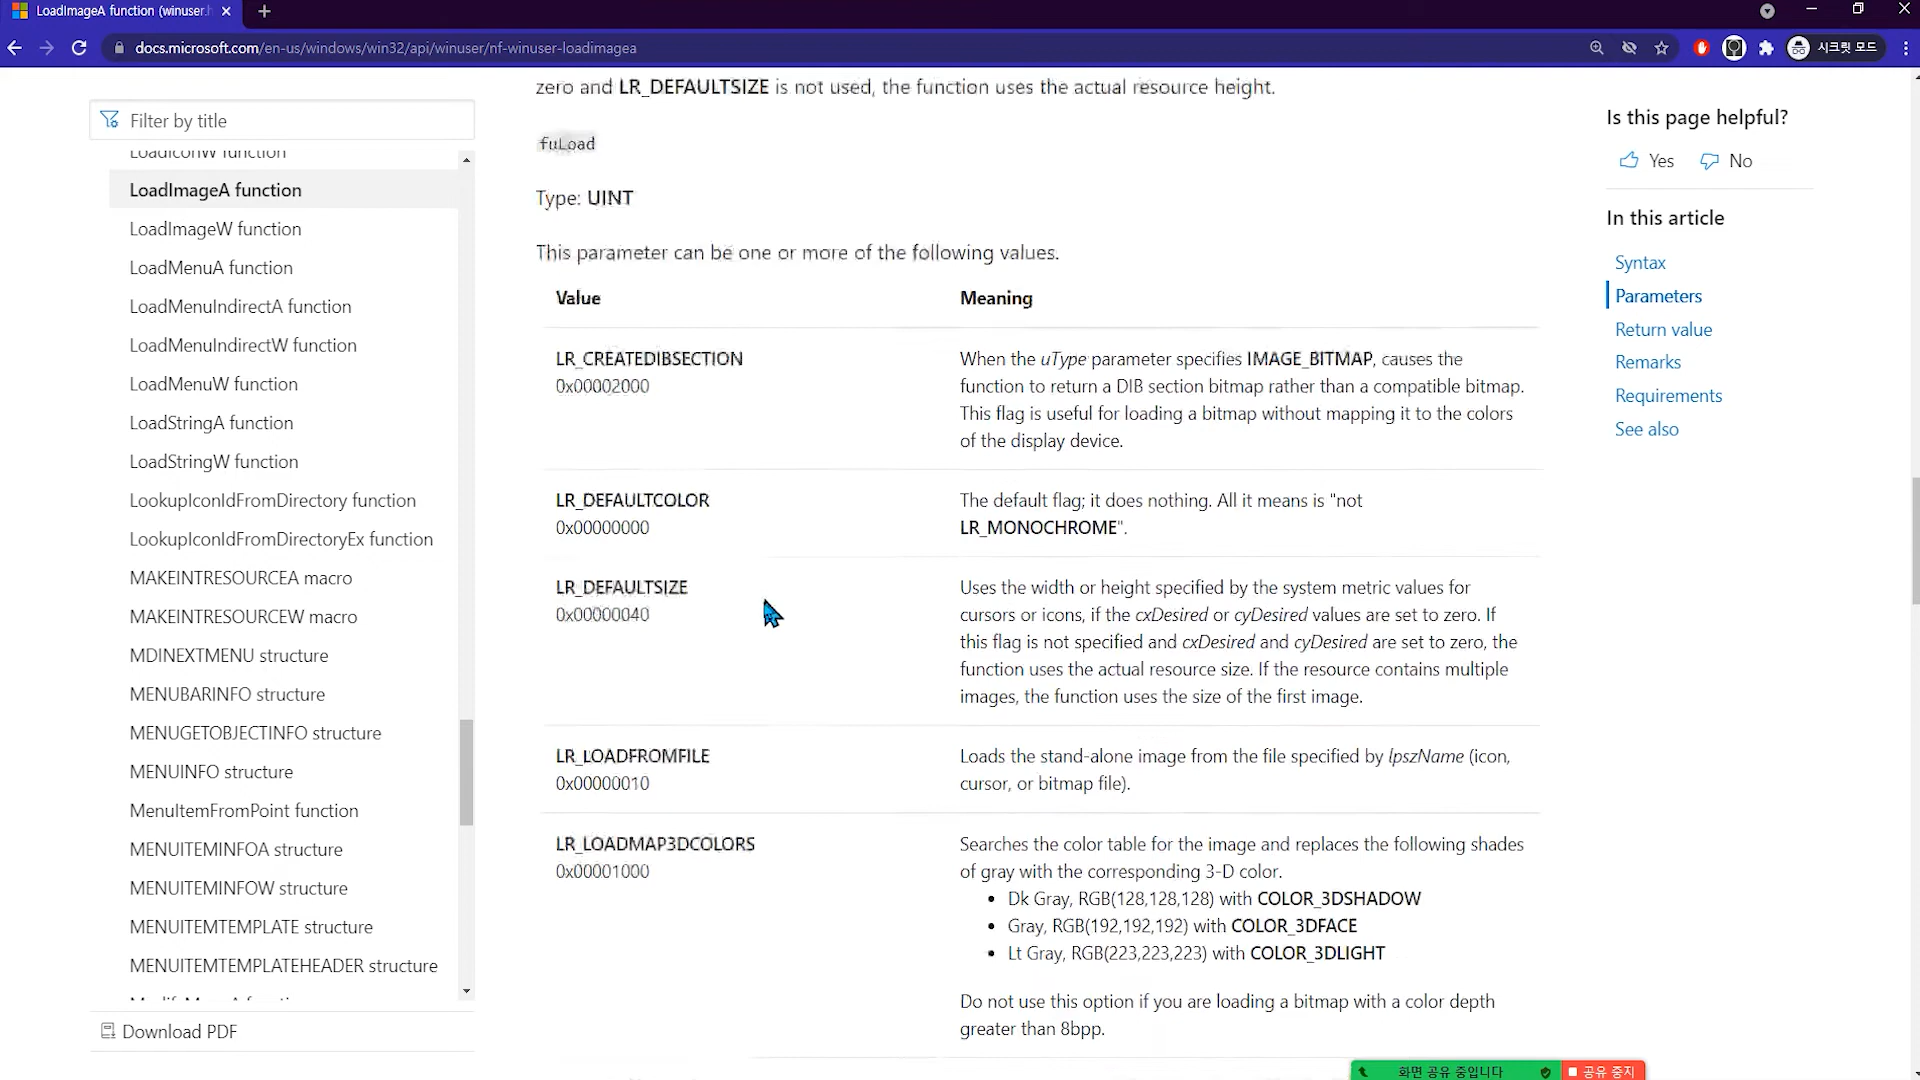 LoadImageA function (winuser.h
docs.microsoft.com/en-us/windows/win32/api/winuser/nf-winuser-loadimagea
시크릿 모드
Filter by title
LoadIconW function
LoadImageA function
LoadImageW function
LoadMenuA function
LoadMenuIndirectA function
LoadMenuIndirectW function
LoadMenuW function
LoadStringA function
LoadStringW function
LookupIconIdFromDirectory function
LookupIconIdFromDirectoryEx function
MAKEINTRESOURCEA macro
MAKEINTRESOURCEW macro
MDINEXTMENU structure
MENUBARINFO structure
MENUGETOBJECTINFO structure
MENUINFO structure
MenuItemFromPoint function
MENUITEMINFOA structure
MENUITEMINFOW structure
MENUITEMTEMPLATE structure
MENUITEMTEMPLATEHEADER structure
Download PDF
zero and LR_DEFAULTSIZE is not used, the function uses the actual resource height.
fuLoad
Type: UINT
This parameter can be one or more of the following values.
Value Meaning
LR_CREATEDIBSECTION
0x00002000
When the uType parameter specifies IMAGE_BITMAP, causes the
function to return a DIB section bitmap rather than a compatible bitmap.
This flag is useful for loading a bitmap without mapping it to the colors
of the display device.
LR_DEFAULTCOLOR
0x00000000
The default flag; it does nothing. All it means is "not
LR_MONOCHROME".
LR_DEFAULTSIZE
0x00000040
Uses the width or height specified by the system metric values for
cursors or icons, if the cxDesired or cyDesired values are set to zero. If
this flag is not specified and cxDesired and cyDesired are set to zero, the
function uses the actual resource size. If the resource contains multiple
images, the function uses the size of the first image.
LR_LOADFROMFILE
0x00000010
Loads the stand-alone image from the file specified by lpszName (icon,
cursor, or bitmap file).
LR_LOADMAP3DCOLORS
0x00001000
Searches the color table for the image and replaces the following shades
of gray with the corresponding 3-D color.
• Dk Gray, RGB(128,128,128) with COLOR_3DSHADOW
• Gray, RGB(192,192,192) with COLOR_3DFACE
• Lt Gray, RGB(223,223,223) with COLOR_3DLIGHT
Do not use this option if you are loading a bitmap with a color depth
greater than 8bpp.
Is this page helpful?
Yes No
In this article
Syntax
Parameters
Return value
Remarks
Requirements
See also
화면 공유 중입니다
공유 중지